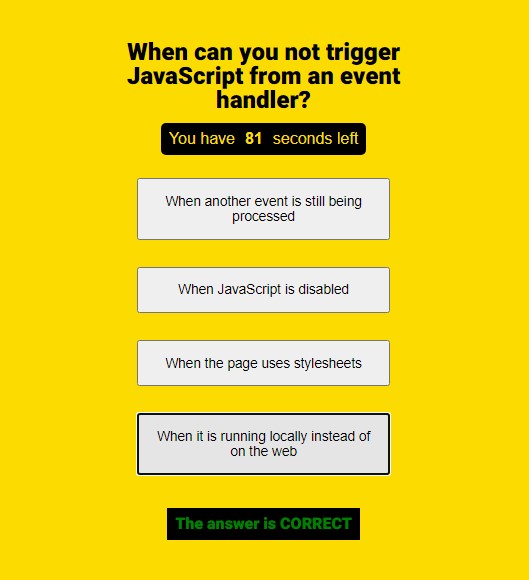 When can you not trigger
JavaScript from an event
handler?
You have 81 seconds left
When another event is still being
processed
When JavaScript is disabled
When the page uses stylesheets
When it is running locally instead of
on the web
The answer is CORRECT